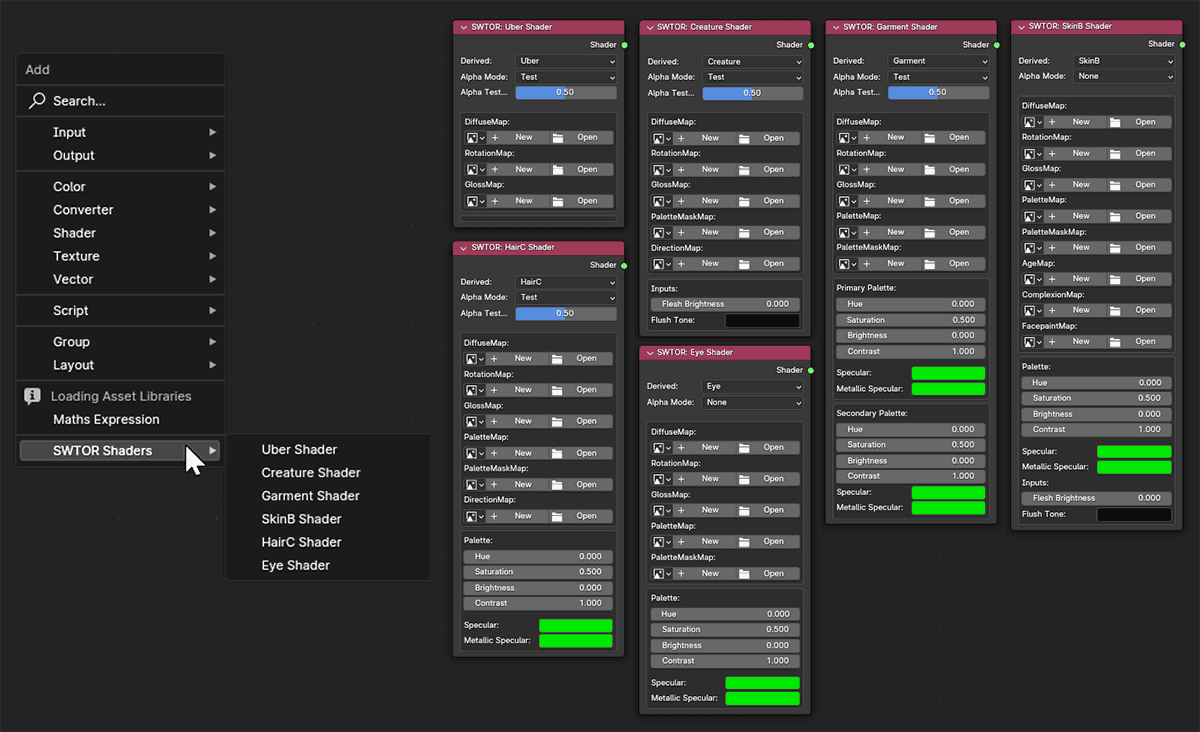 Add
Search...
Input
Output
Color
Converter
Shader
Texture
Vector
Script
Group
Layout
Loading Asset Libraries
Maths Expression
SWTOR Shaders
Uber Shader
Creature Shader
Garment Shader
SkinB Shader
HairC Shader
Eye Shader
SWTOR: Uber Shader
Shader
Derived: Uber
Alpha Mode: Test
Alpha Test... 0.50
DiffuseMap:
New Open
RotationMap:
New Open
GlossMap:
New Open
SWTOR: HairC Shader
Shader
Derived: HairC
Alpha Mode: Test
Alpha Test... 0.50
DiffuseMap:
New Open
RotationMap:
New Open
GlossMap:
New Open
PaletteMap:
New Open
PaletteMaskMap:
New Open
DirectionMap:
New Open
Palette:
Hue 0.000
Saturation 0.500
Brightness 0.000
Contrast 1.000
Specular:
Metallic Specular:
SWTOR: Creature Shader
Shader
Derived: Creature
Alpha Mode: Test
Alpha Test... 0.50
DiffuseMap:
New Open
RotationMap:
New Open
GlossMap:
New Open
PaletteMaskMap:
New Open
DirectionMap:
New Open
Inputs:
Flesh Brightness 0.000
Flush Tone:
SWTOR: Eye Shader
Shader
Derived: Eye
Alpha Mode: None
DiffuseMap:
New Open
RotationMap:
New Open
GlossMap:
New Open
PaletteMap:
New Open
PaletteMaskMap:
New Open
Palette:
Hue 0.000
Saturation 0.500
Brightness 0.000
Contrast 1.000
Specular:
Metallic Specular:
SWTOR: Garment Shader
Shader
Derived: Garment
Alpha Mode: Test
Alpha Test... 0.50
DiffuseMap:
New Open
RotationMap:
New Open
GlossMap:
New Open
PaletteMap:
New Open
PaletteMaskMap:
New Open
Primary Palette:
Hue 0.000
Saturation 0.500
Brightness 0.000
Contrast 1.000
Specular:
Metallic Specular:
Secondary Palette:
Hue 0.000
Saturation 0.500
Brightness 0.000
Contrast 1.000
Specular:
Metallic Specular:
SWTOR: SkinB Shader
Shader
Derived: SkinB
Alpha Mode: None
DiffuseMap:
New Open
RotationMap:
New Open
GlossMap:
New Open
PaletteMap:
New Open
PaletteMaskMap:
New Open
AgeMap:
New Open
ComplexionMap:
New Open
FacepaintMap:
New Open
Palette:
Hue 0.000
Saturation 0.500
Brightness 0.000
Contrast 1.000
Specular:
Metallic Specular:
Inputs:
Flesh Brightness 0.000
Flush Tone: